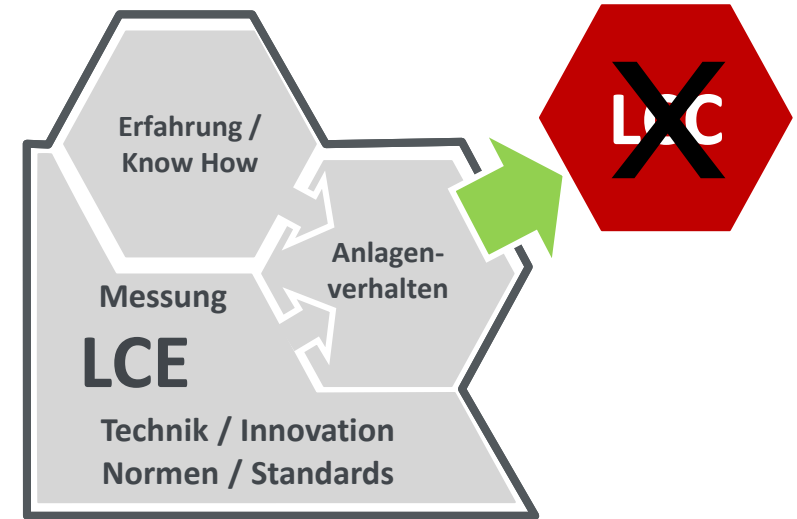 Erfahrung /
Know How
LCC
X
Anlagen-
verhalten
Messung
LCE
Technik / Innovation
Normen / Standards